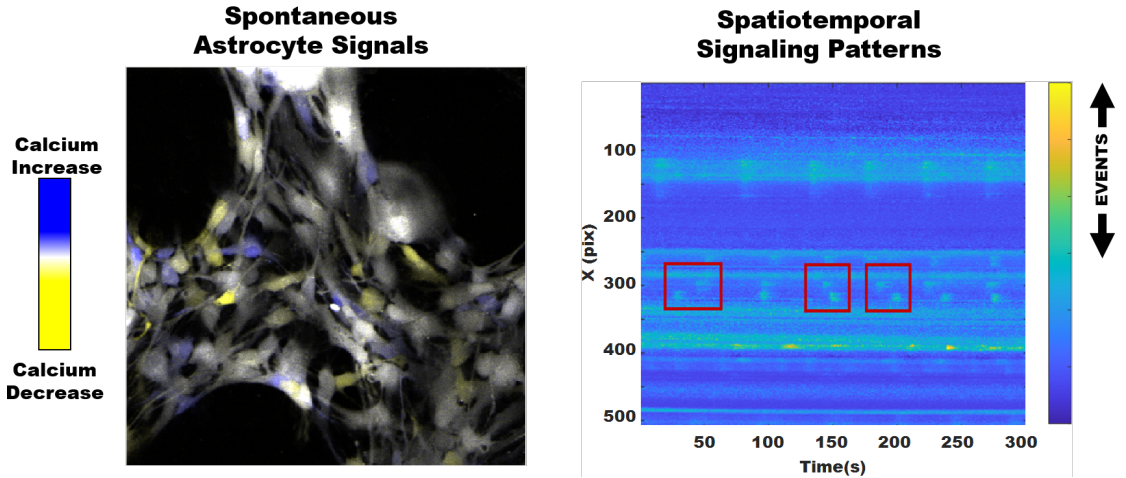 Spontaneous
Astrocyte Signals
Calcium
Increase
Calcium
Decrease
Spatiotemporal
Signaling Patterns
X (pix)
100
200
300
400
500
50 100 150 200 250 300
Time(s)
EVENTS